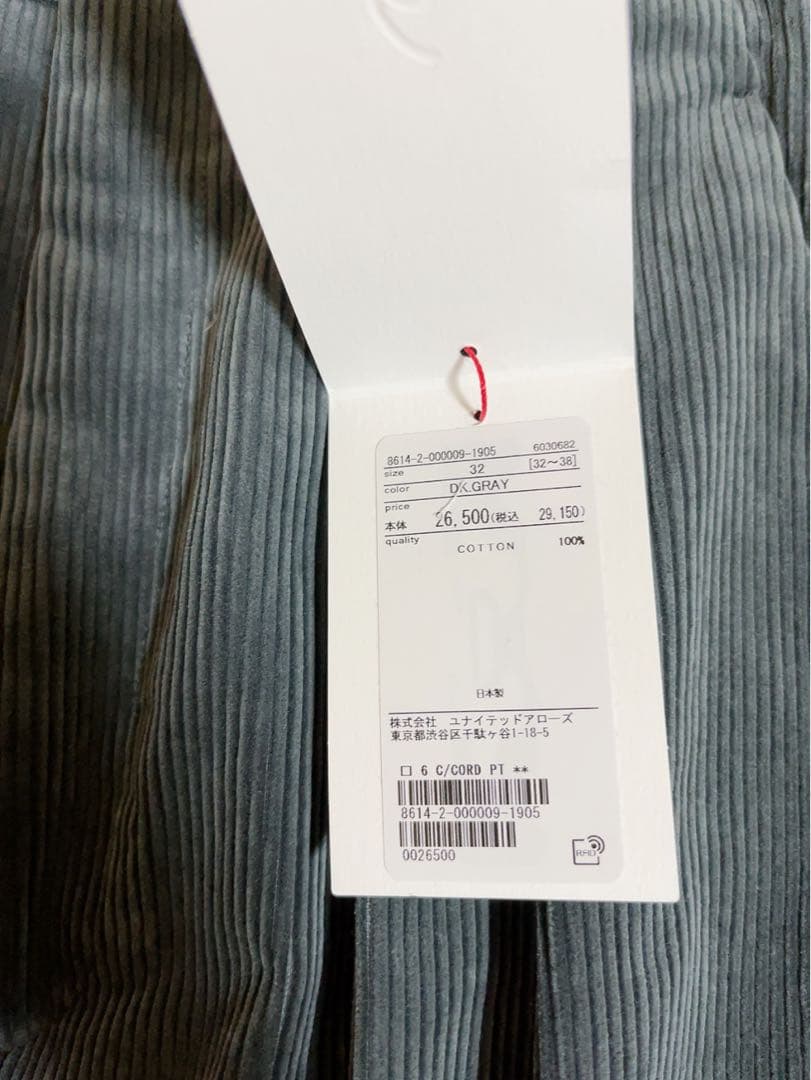 8614-2-000009-1905 6030682
size 32 [32～38]
color DK.GRAY
price
本体 26,500(税込 29,150)
quality COTTON 100%
日本製
株式会社 ユナイテッドアローズ
東京都渋谷区千駄ヶ谷1-18-5
口 6 C/CORD PT **
8614-2-000009-1905
0026500
RFID